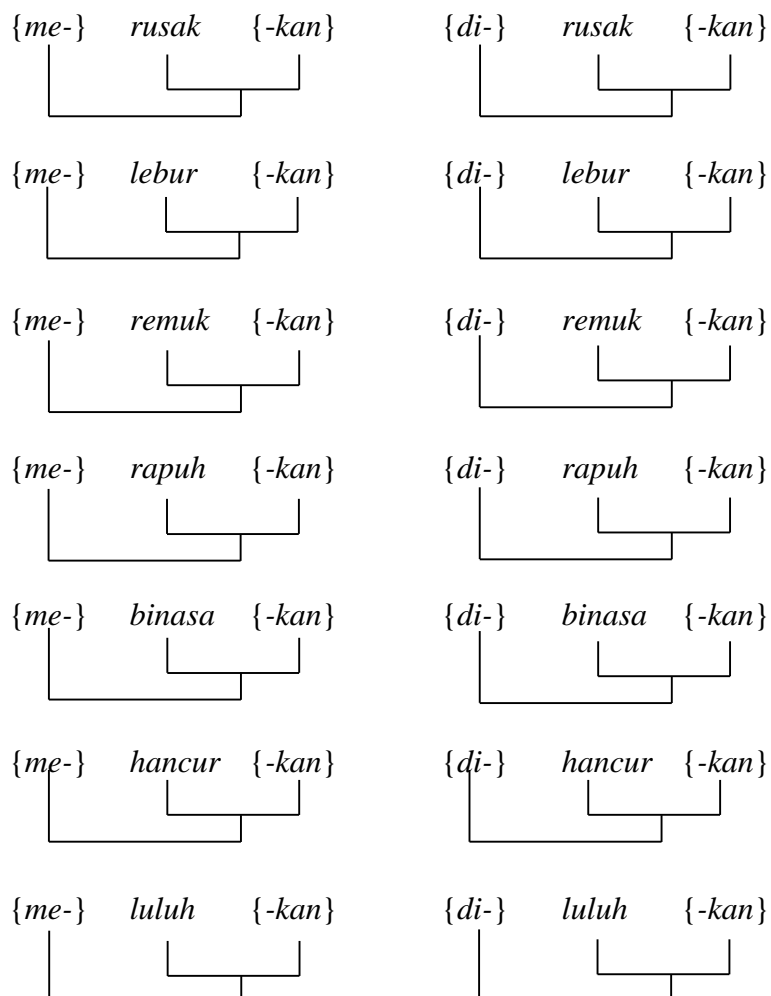 {me-} rusak {-kan} {di-} rusak {-kan}
{me-} lebur {-kan} {di-} lebur {-kan}
{me-} remuk {-kan} {di-} remuk {-kan}
{me-} rapuh {-kan} {di-} rapuh {-kan}
{me-} binasa {-kan} {di-} binasa {-kan}
{me-} hancur {-kan} {di-} hancur {-kan}
{me-} luluh {-kan} {di-} luluh {-kan}